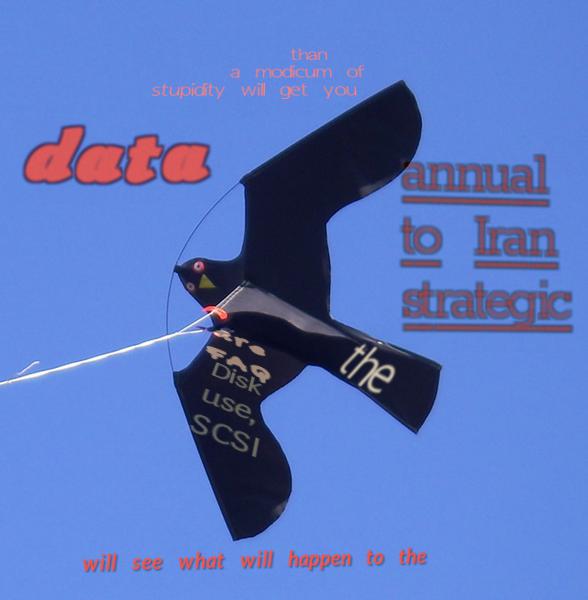 than
a modicum of
stupidity will get you
data
annual
to Iran
strategic
are
FAQ
Disk
use,
SCSI
the
will see what will happen to the